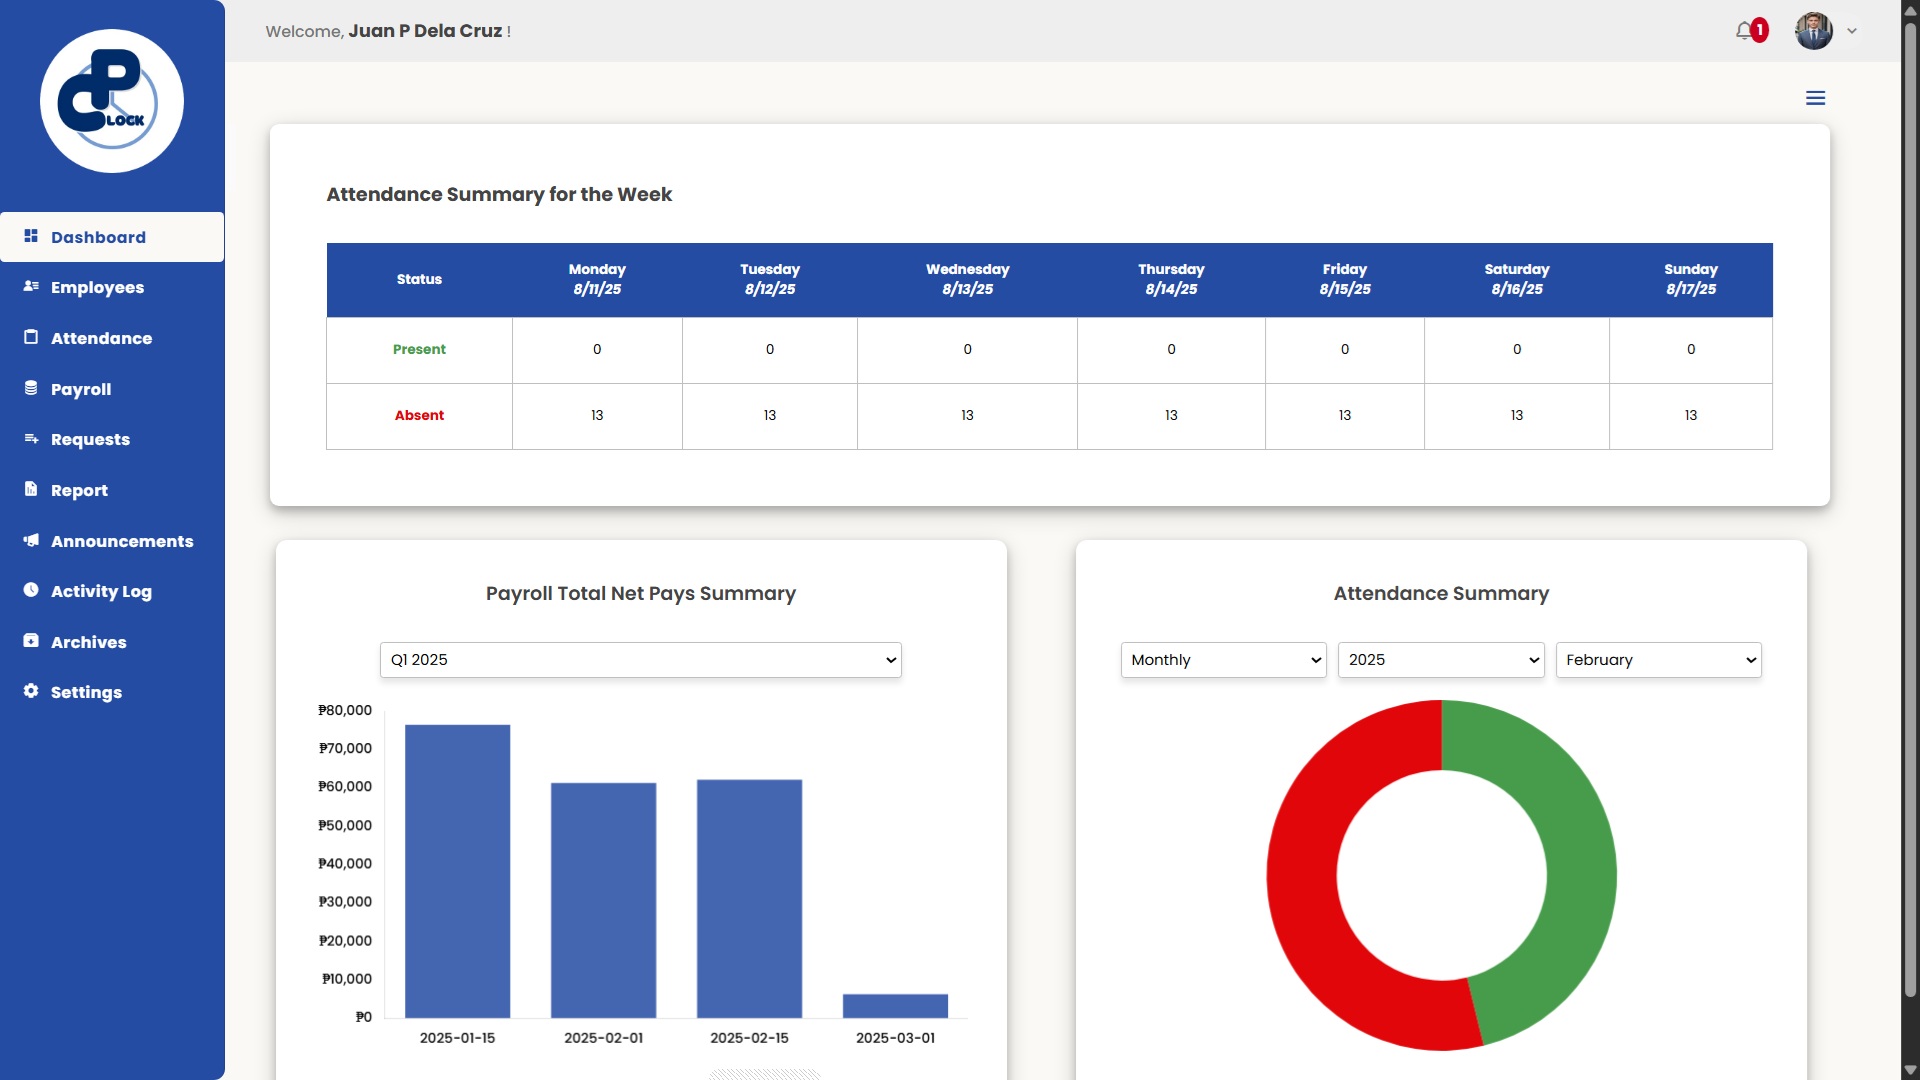 CP
LOCK
Welcome, Juan P Dela Cruz !
1
Dashboard
Employees
Attendance
Payroll
Requests
Report
Announcements
Activity Log
Archives
Settings
Attendance Summary for the Week
Status Monday Tuesday Wednesday Thursday Friday Saturday Sunday
8/11/25 8/12/25 8/13/25 8/14/25 8/15/25 8/16/25 8/17/25
Present 0 0 0 0 0 0 0
Absent 13 13 13 13 13 13 13
Payroll Total Net Pays Summary
Q1 2025
₱80,000
₱70,000
₱60,000
₱50,000
₱40,000
₱30,000
₱20,000
₱10,000
₱0
2025-01-15 2025-02-01 2025-02-15 2025-03-01
Attendance Summary
Monthly 2025 February